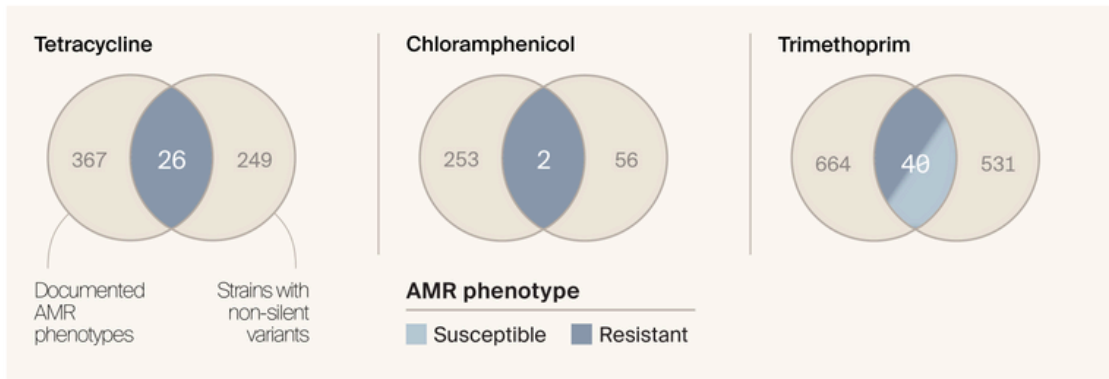 Tetracycline
367
26
249
Documented
AMR
phenotypes
Strains with
non-silent
variants
Chloramphenicol
253
2
56
AMR phenotype
Susceptible
Resistant
Trimethoprim
664
40
531